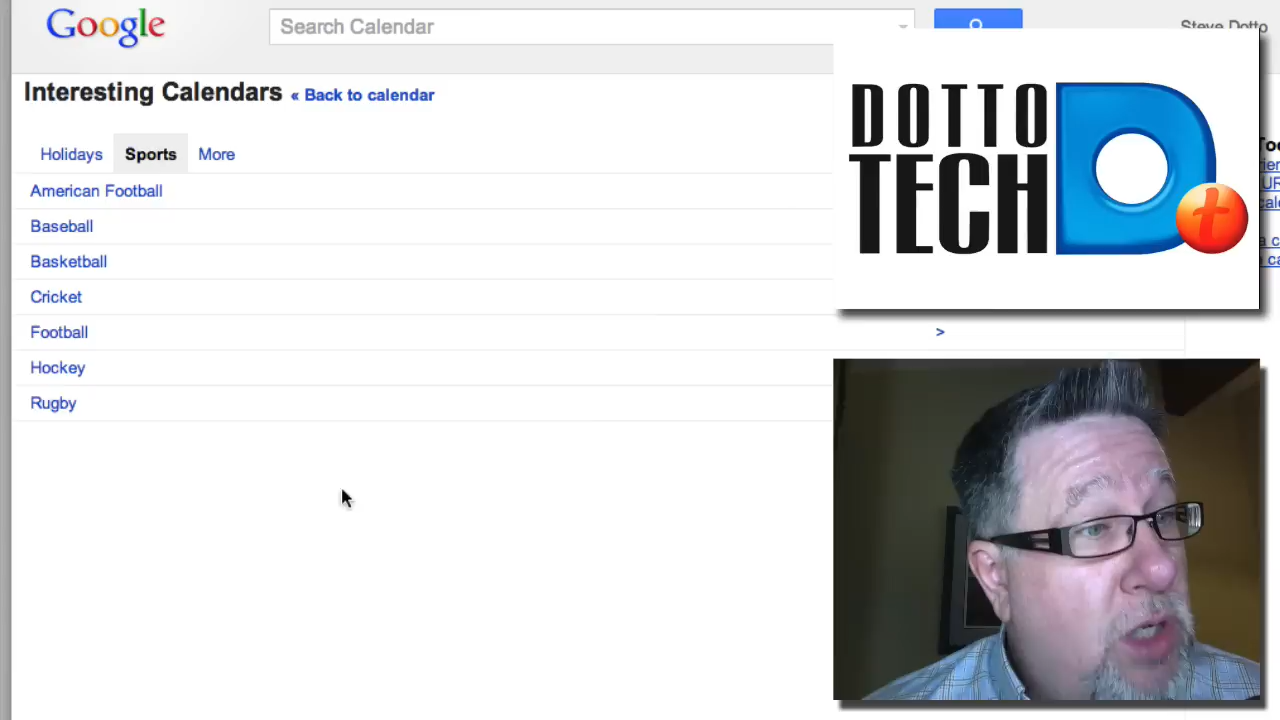 Google
Search Calendar
Steve Dotto
Interesting Calendars « Back to calendar
Holidays Sports More
American Football
Baseball
Basketball
Cricket
Football >
Hockey
Rugby
DOTTO
TECH
t